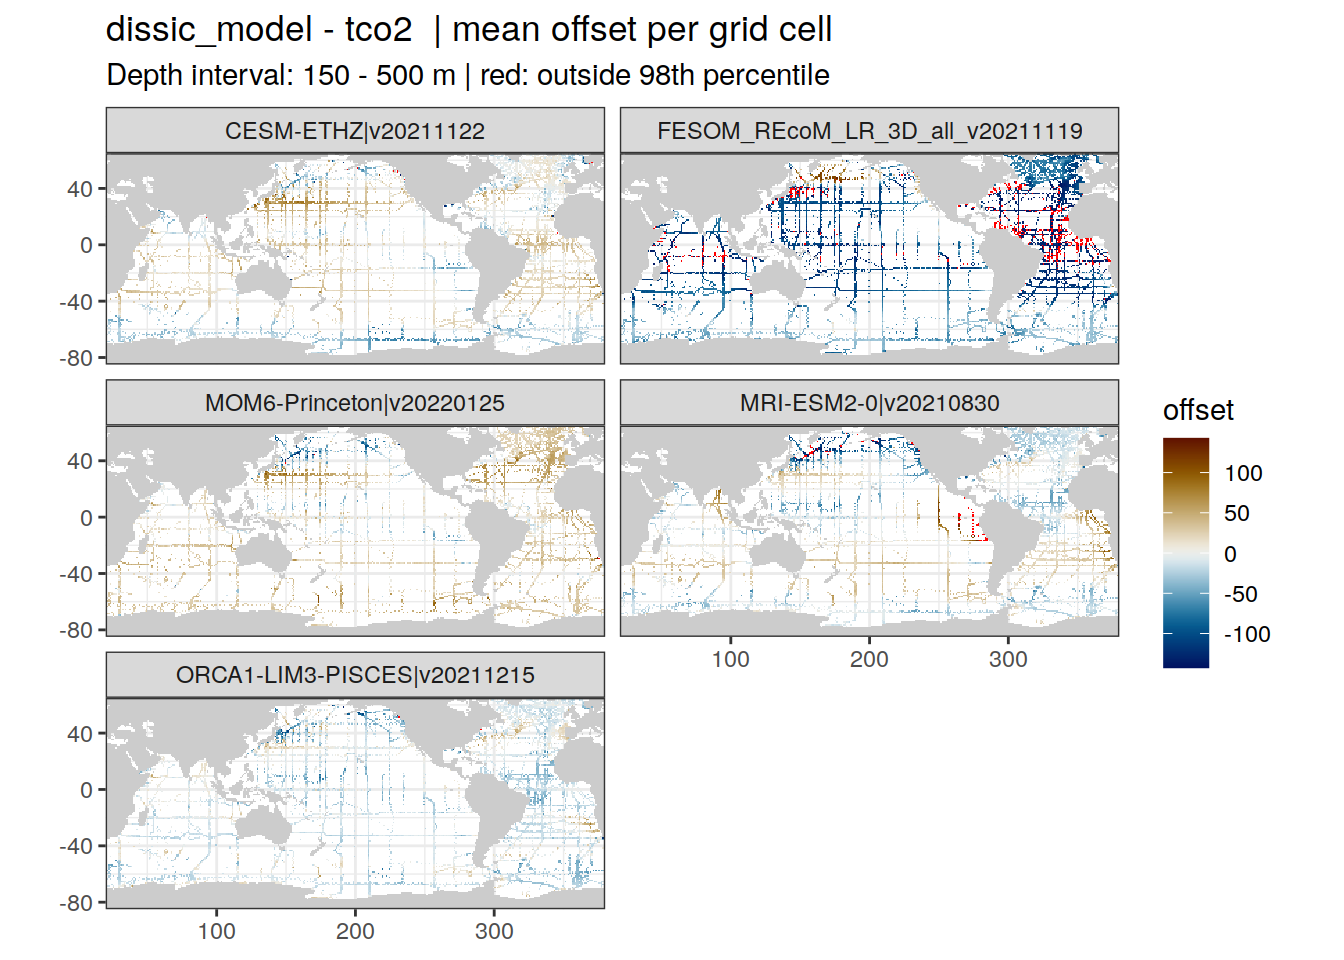 dissic_model - tco2  | mean offset per grid cell
Depth interval: 150 - 500 m | red: outside 98th percentile
CESM-ETHZ|v20211122
FESOM_REcoM_LR_3D_all_v20211119
40
0
-40
-80
MOM6-Princeton|v20220125
MRI-ESM2-0|v20210830
40
0
-40
-80
100
200
300
ORCA1-LIM3-PISCES|v20211215
40
0
-40
-80
100
200
300
offset
100
50
0
-50
-100